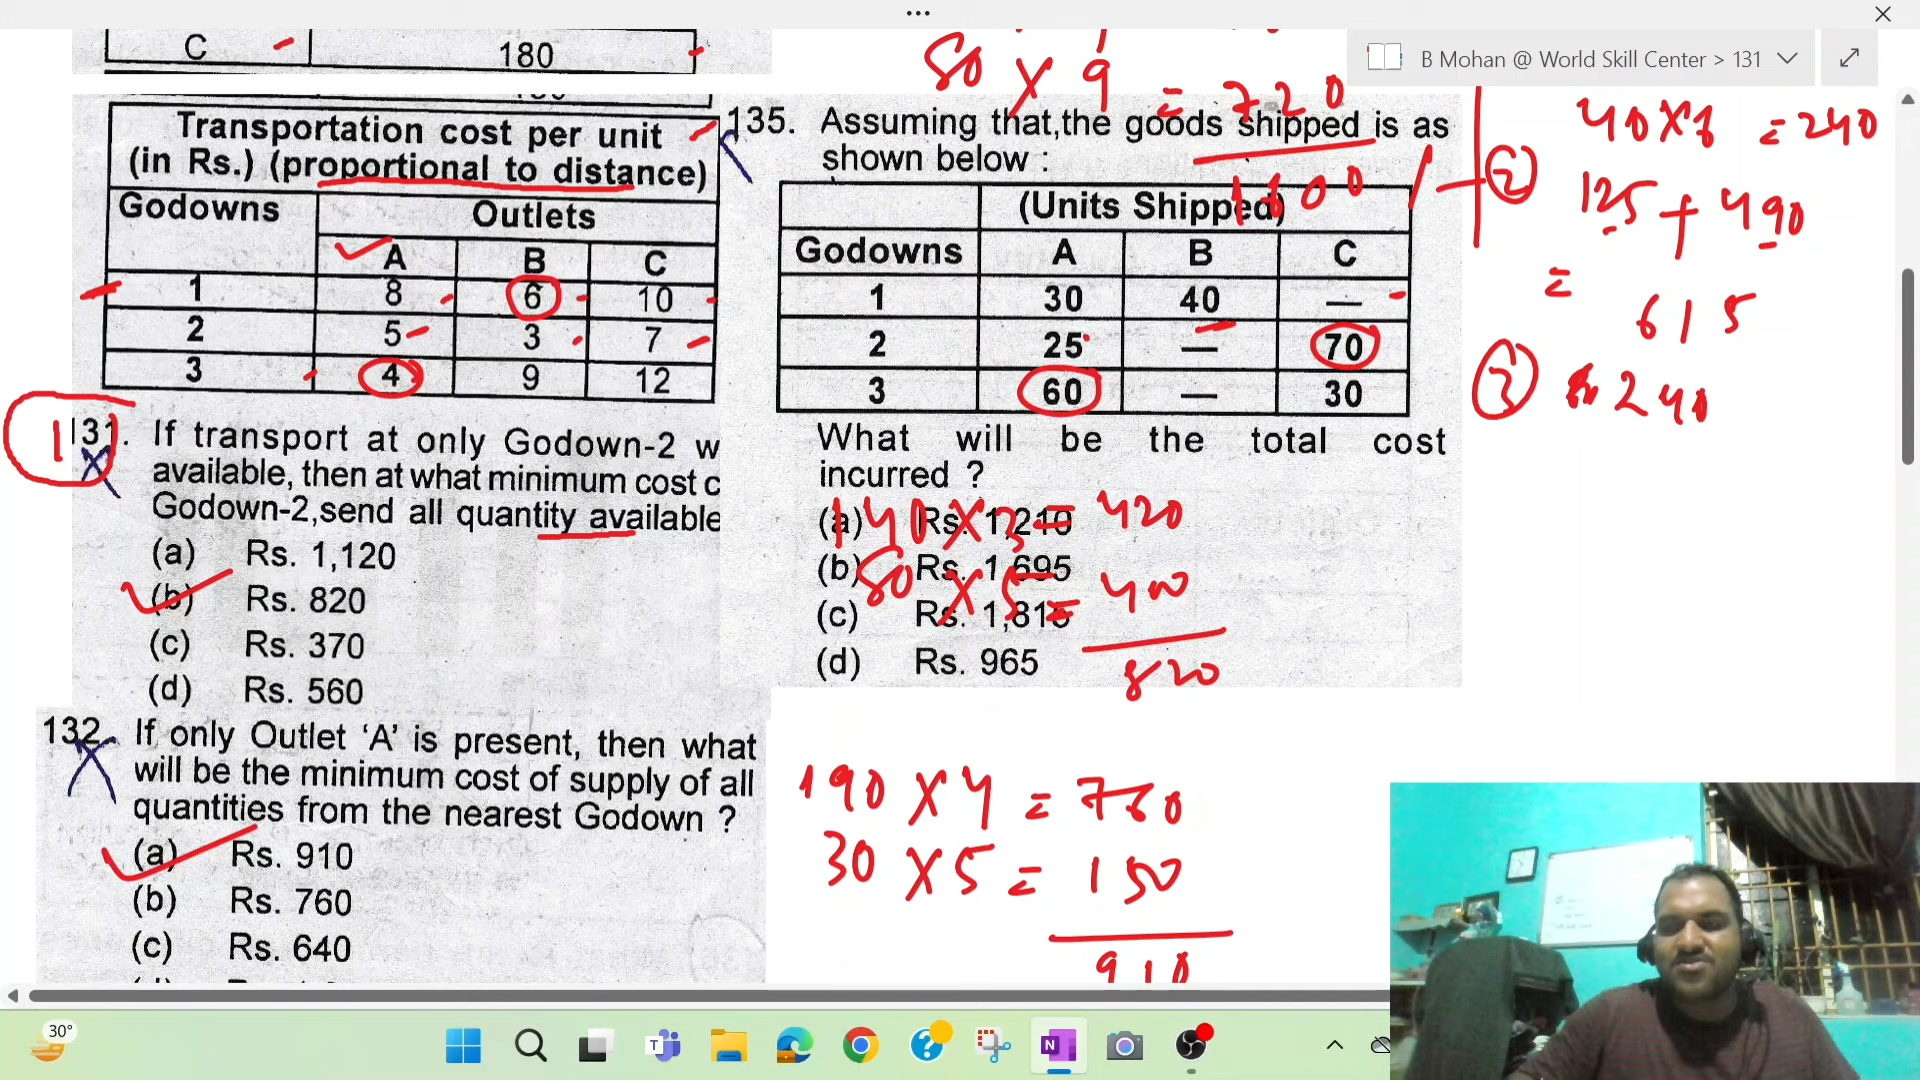 C 180
Transportation cost per unit
(in Rs.) (proportional to distance)
Godowns Outlets
A B C
1 8 6 10
2 5 3 7
3 4 9 12
131. If transport at only Godown-2 w
available, then at what minimum cost c
Godown-2,send all quantity available
(a) Rs. 1,120
(b) Rs. 820
(c) Rs. 370
(d) Rs. 560
132. If only Outlet ‘A’ is present, then what
will be the minimum cost of supply of all
quantities from the nearest Godown ?
(a) Rs. 910
(b) Rs. 760
(c) Rs. 640
80 × 9 = 720
135. Assuming that,the goods shipped is as
shown below :
(Units Shipped)
Godowns A B C
1 30 40 —
2 25 — 70
3 60 — 30
What will be the total cost
incurred ?
(a) Rs. 1,210
(b) Rs. 1,695
(c) Rs. 1,815
(d) Rs. 965
140 × 3 = 420
80 × 5 = 400
820
190 × 4 = 760
30 × 5 = 150
910
B Mohan @ World Skill Center > 131
= 240
② 125 + 490
= 615
③ 240
30°